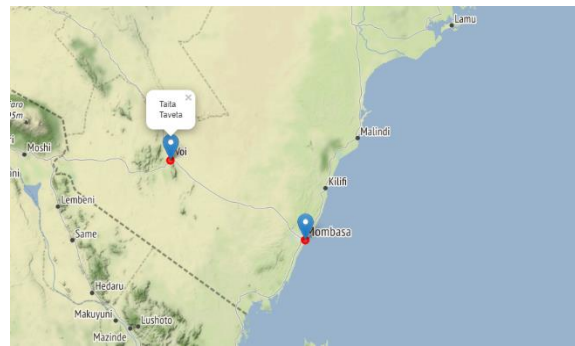 Lamu
Taita
Taveta
×
Malindi
Moshi
Voi
Kilifi
Lembeni
Same
Mombasa
Hedaru
Makuyuni
Lushoto
Mazinde